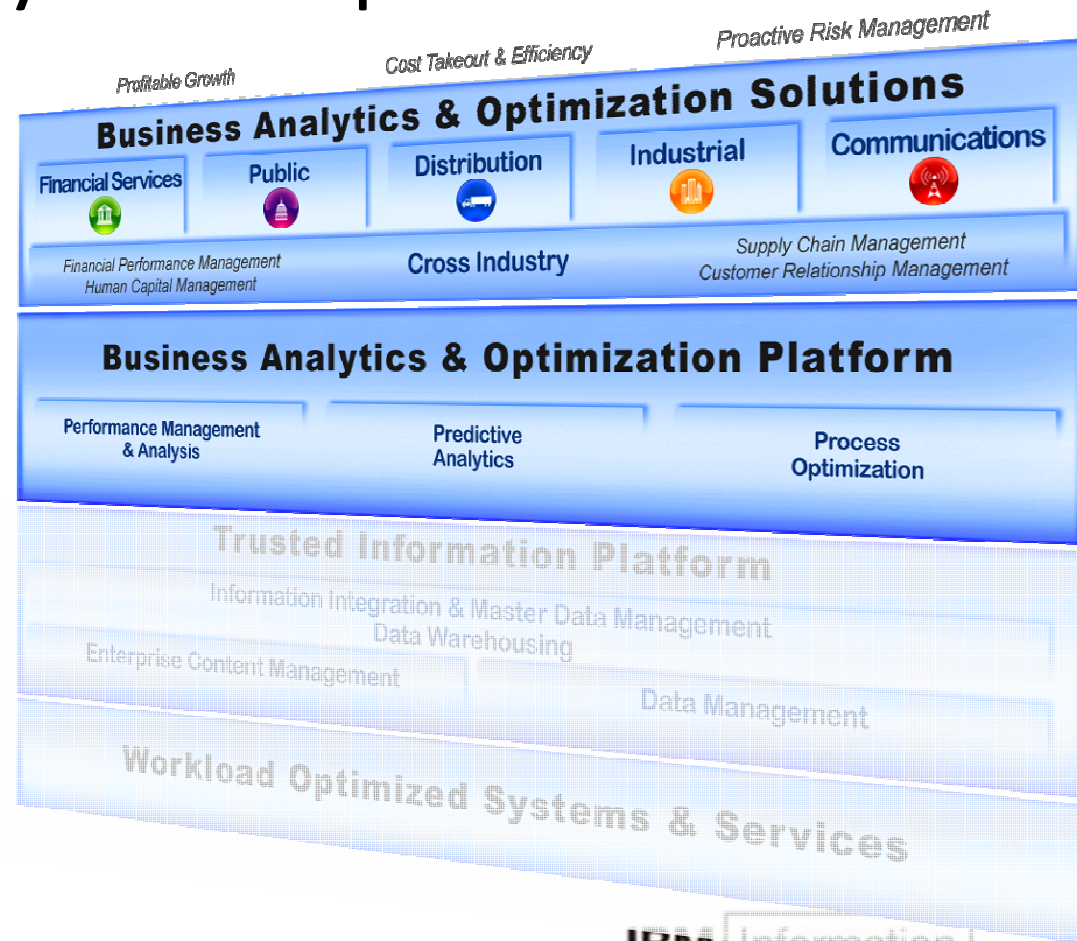 Profitable Growth
Cost Takeout & Efficiency
Proactive Risk Management
Business Analytics & Optimization Solutions
Financial Services
Public
Distribution
Industrial
Communications
Financial Performance Management
Human Capital Management
Cross Industry
Supply Chain Management
Customer Relationship Management
Business Analytics & Optimization Platform
Performance Management
& Analysis
Predictive
Analytics
Process
Optimization
Trusted Information Platform
Information Integration & Master Data Management
Data Warehousing
Enterprise Content Management
Data Management
Workload Optimized Systems & Services
IBM Information